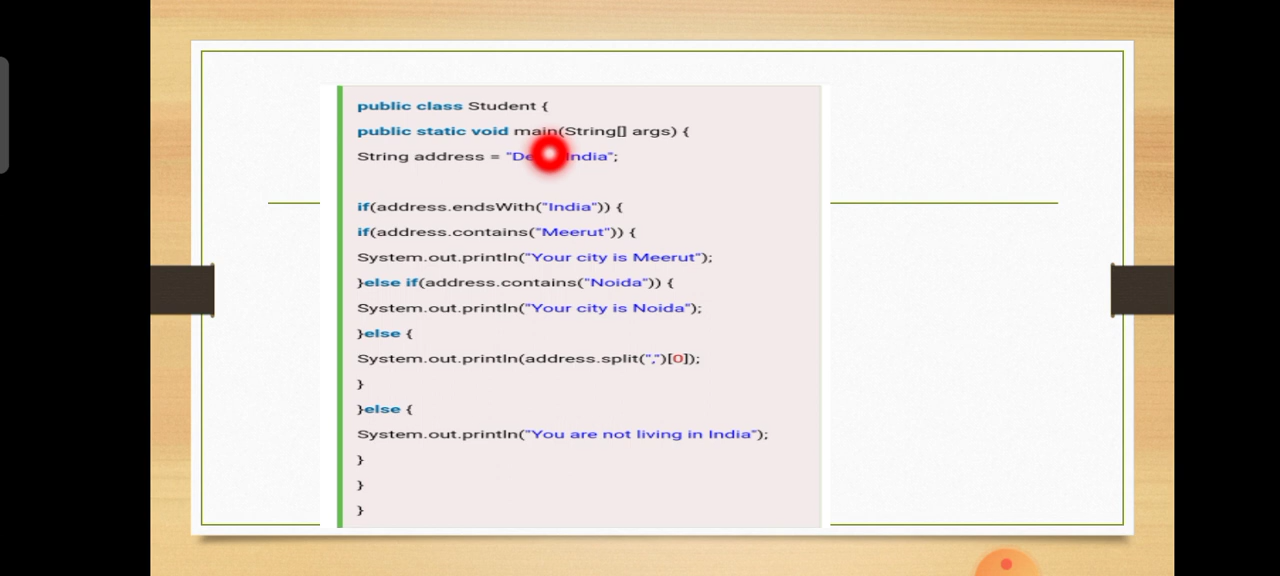 public class Student {
public static void main(String[] args) {
String address = "De ndia";
if(address.endsWith("India")) {
if(address.contains("Meerut")) {
System.out.println("Your city is Meerut");
}else if(address.contains("Noida")) {
System.out.println("Your city is Noida");
}else {
System.out.println(address.split(",")[0]);
}
}else {
System.out.println("You are not living in India");
}
}
}